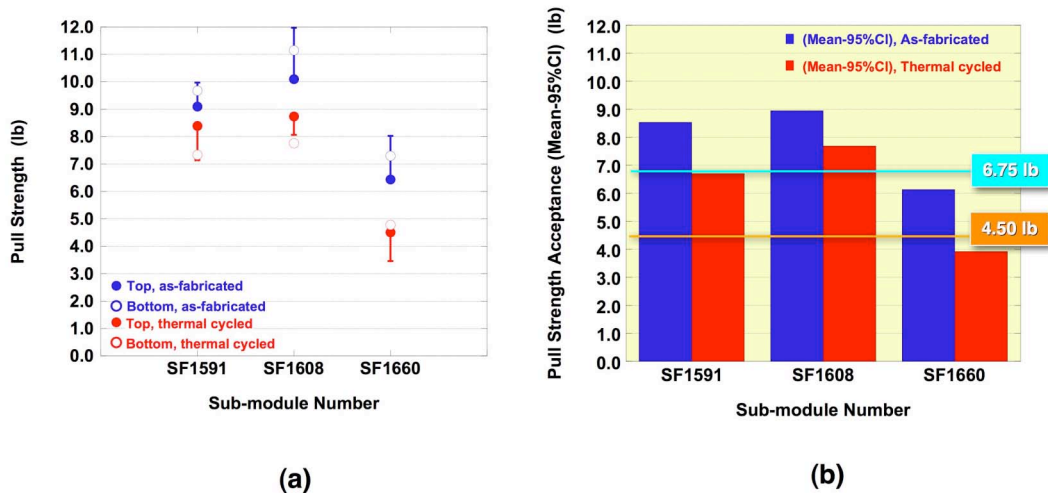 12.0
11.0
10.0
9.0
8.0
7.0
6.0
5.0
4.0
3.0
2.0
1.0
0.0
Pull Strength (lb)
Top, as-fabricated
Bottom, as-fabricated
Top, thermal cycled
Bottom, thermal cycled
SF1591 SF1608 SF1660
Sub-module Number
(a)
Pull Strength Acceptance (Mean-95%CI) (lb)
12.0
11.0
10.0
9.0
8.0
7.0
6.0
5.0
4.0
3.0
2.0
1.0
0.0
(Mean-95%CI), As-fabricated
(Mean-95%CI), Thermal cycled
6.75 lb
4.50 lb
SF1591 SF1608 SF1660
Sub-module Number
(b)